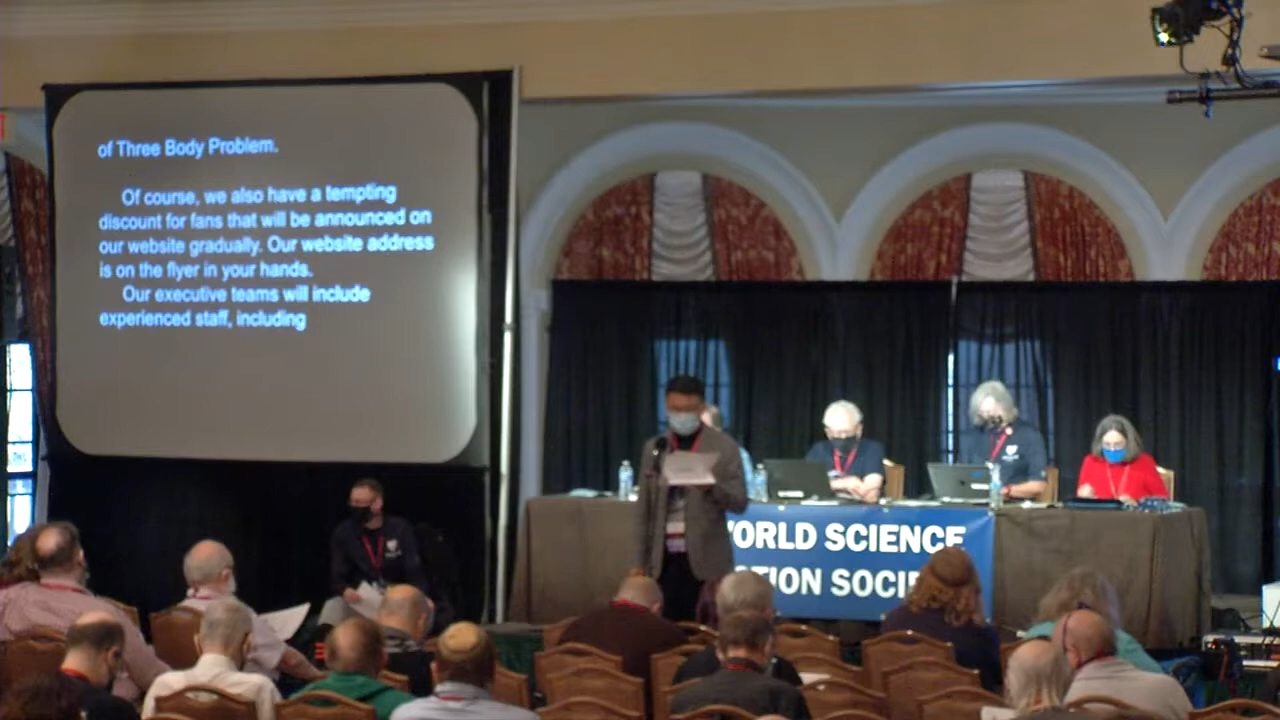 of Three Body Problem.
Of course, we also have a tempting
discount for fans that will be announced on
our website gradually. Our website address
is on the flyer in your hands.
Our executive teams will include
experienced staff, including
ORLD SCIENCE
TION SOCIE